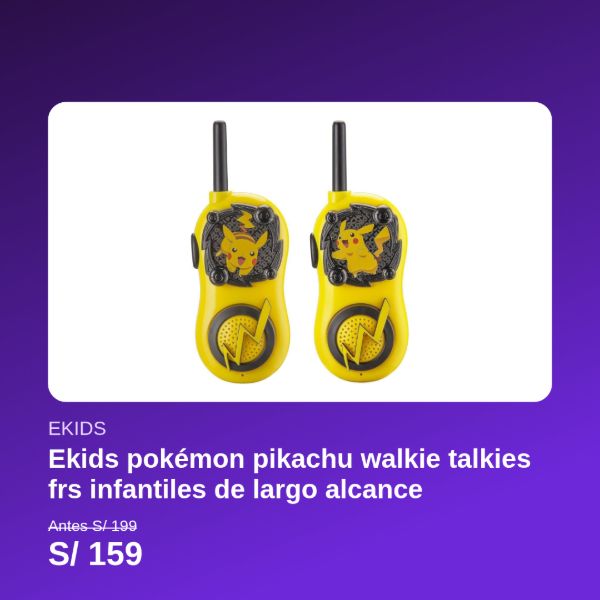 EKIDS
Ekids pokémon pikachu walkie talkies
frs infantiles de largo alcance
Antes S/ 199
S/ 159